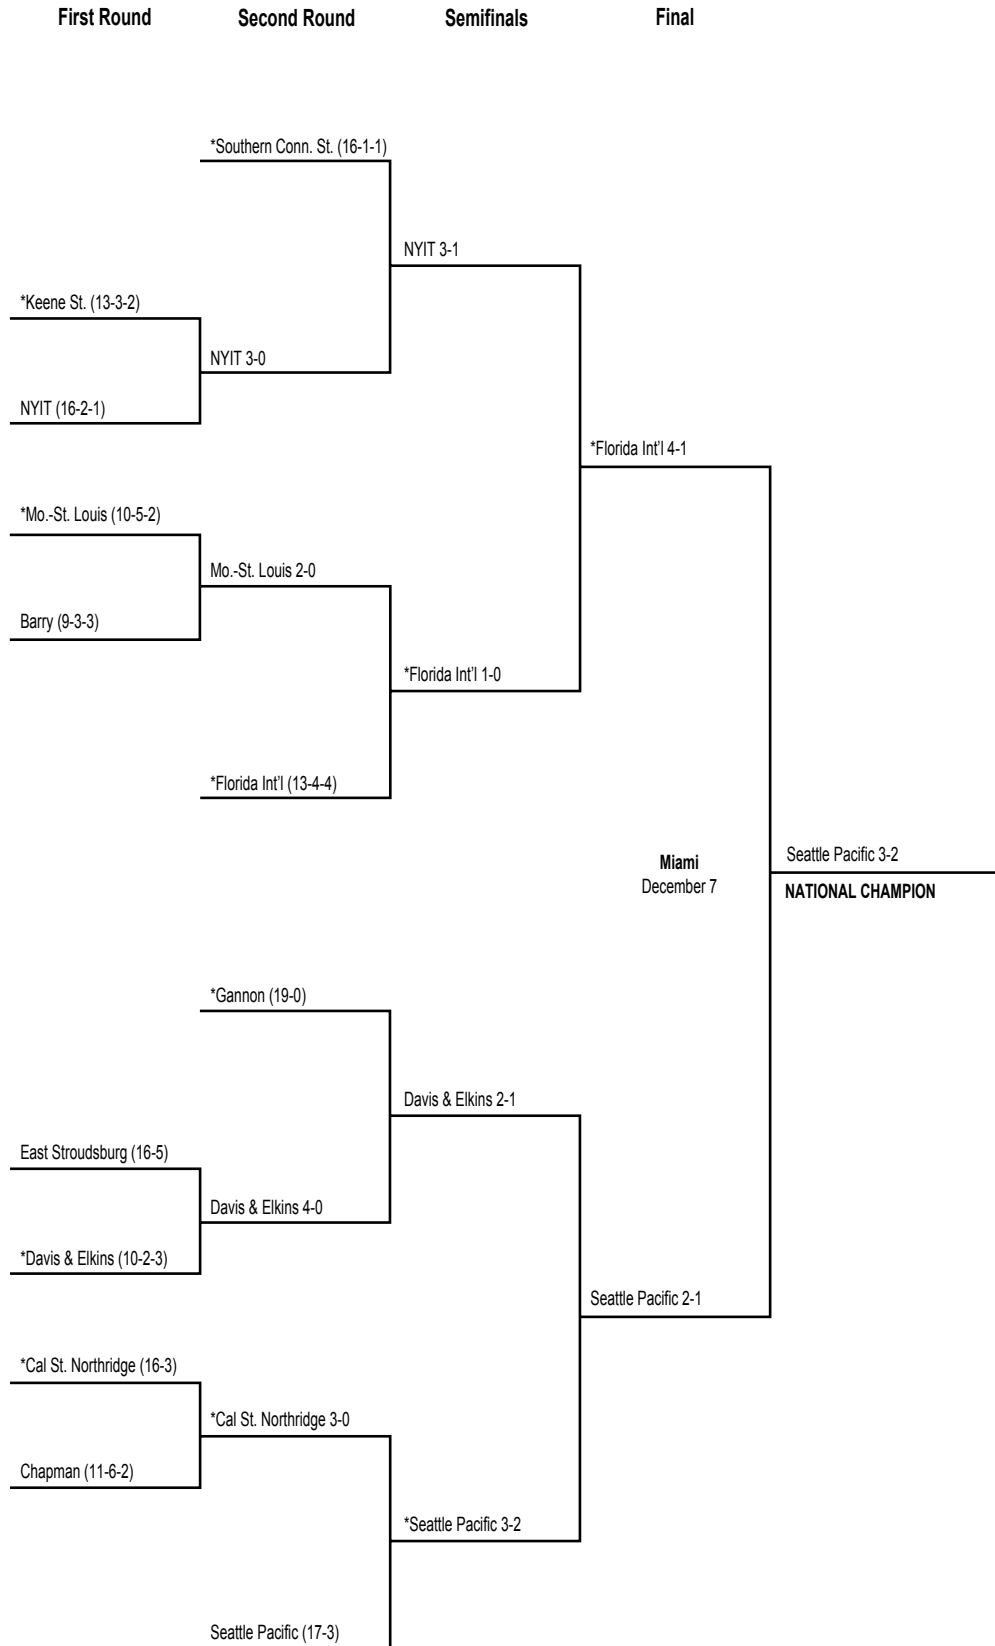 First Round
Second Round
Semifinals
Final
*Southern Conn. St. (16-1-1)
NYIT 3-1
*Keene St. (13-3-2)
NYIT 3-0
NYIT (16-2-1)
*Florida Int’l 4-1
*Mo.-St. Louis (10-5-2)
Mo.-St. Louis 2-0
Barry (9-3-3)
*Florida Int’l 1-0
*Florida Int’l (13-4-4)
Miami
December 7
Seattle Pacific 3-2
NATIONAL CHAMPION
*Gannon (19-0)
Davis & Elkins 2-1
East Stroudsburg (16-5)
Davis & Elkins 4-0
*Davis & Elkins (10-2-3)
Seattle Pacific 2-1
*Cal St. Northridge (16-3)
*Cal St. Northridge 3-0
Chapman (11-6-2)
*Seattle Pacific 3-2
Seattle Pacific (17-3)